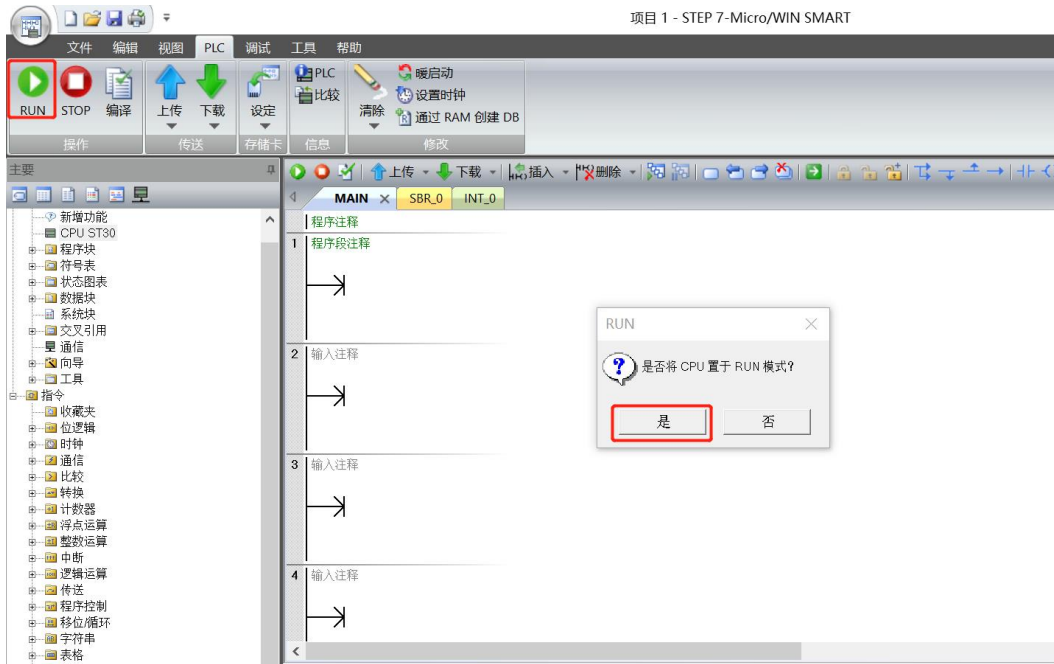 项目 1 - STEP 7-Micro/WIN SMART
文件 编辑 视图 PLC 调试 工具 帮助
RUN STOP 编译 上传 下载 设定 PLC 比较 清除 暖启动 设置时钟 通过 RAM 创建 DB
操作 传送 存储卡 信息 修改
主要
上传 下载 插入 删除
MAIN SBR_0 INT_0
新增功能
CPU ST30
程序块
符号表
状态图表
数据块
系统块
交叉引用
通信
向导
工具
指令
收藏夹
位逻辑
时钟
通信
比较
转换
计数器
浮点运算
整数运算
中断
逻辑运算
传送
程序控制
移位/循环
字符串
表格
程序注释
1 程序段注释
2 输入注释
3 输入注释
4 输入注释
RUN
是否将 CPU 置于 RUN 模式?
是 否